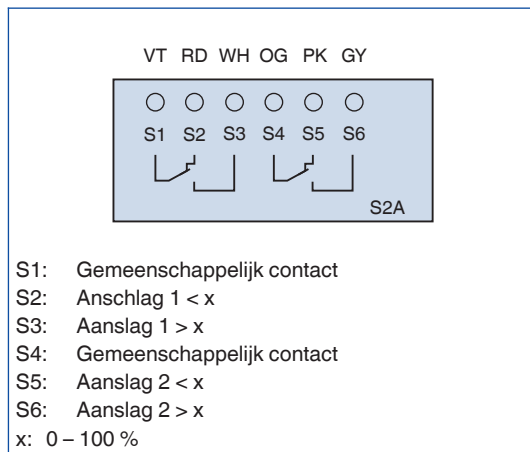 VT RD WH OG PK GY
S1 S2 S3 S4 S5 S6
S2A
S1: Gemeenschappelijk contact
S2: Anschlag 1 < x
S3: Aanslag 1 > x
S4: Gemeenschappelijk contact
S5: Aanslag 2 < x
S6: Aanslag 2 > x
x: 0 – 100 %